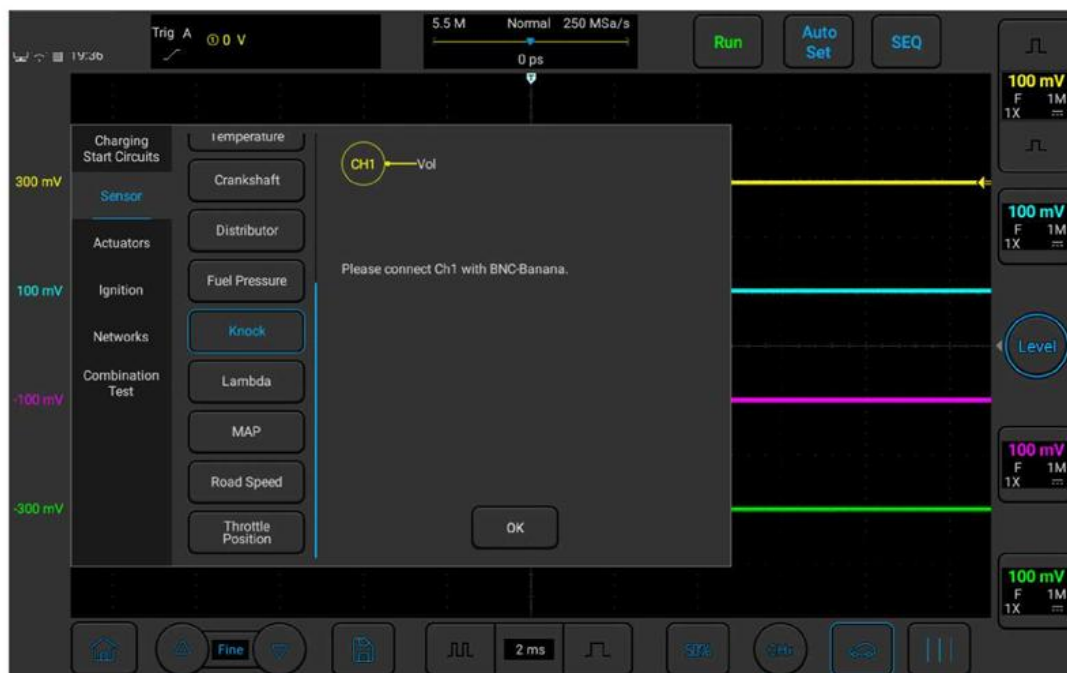 Trig A ① 0 V
5.5 M Normal 250 MSa/s
0 ps
Run
Auto
Set
SEQ
19:36
100 mV
F 1M
1X
Charging
Start Circuits
Sensor
Actuators
Ignition
Networks
Combination
Test
Temperature
Crankshaft
Distributor
Fuel Pressure
Knock
Lambda
MAP
Road Speed
Throttle
Position
CH1 Vol
Please connect Ch1 with BNC-Banana.
OK
300 mV
100 mV
-100 mV
-300 mV
100 mV
F 1M
1X
Level
100 mV
F 1M
1X
100 mV
F 1M
1X
Fine
2 ms
50%
CH1